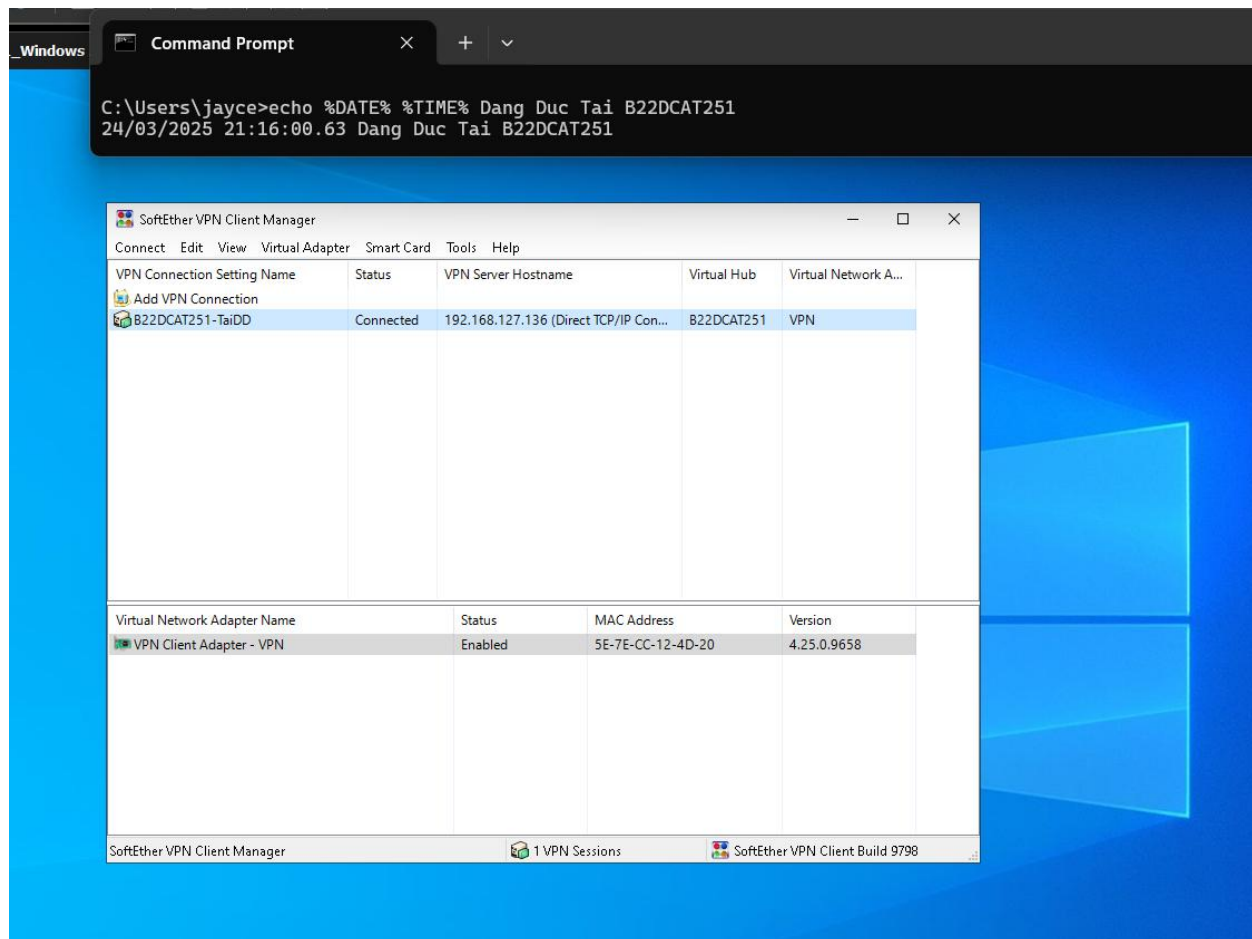 _Windows
Command Prompt
C:\Users\jayce>echo %DATE% %TIME% Dang Duc Tai B22DCAT251
24/03/2025 21:16:00.63 Dang Duc Tai B22DCAT251
SoftEther VPN Client Manager
Connect Edit View Virtual Adapter Smart Card Tools Help
VPN Connection Setting Name Status VPN Server Hostname Virtual Hub Virtual Network A...
Add VPN Connection
B22DCAT251-TaiDD Connected 192.168.127.136 (Direct TCP/IP Con... B22DCAT251 VPN
Virtual Network Adapter Name Status MAC Address Version
VPN Client Adapter - VPN Enabled 5E-7E-CC-12-4D-20 4.25.0.9658
SoftEther VPN Client Manager 1 VPN Sessions SoftEther VPN Client Build 9798